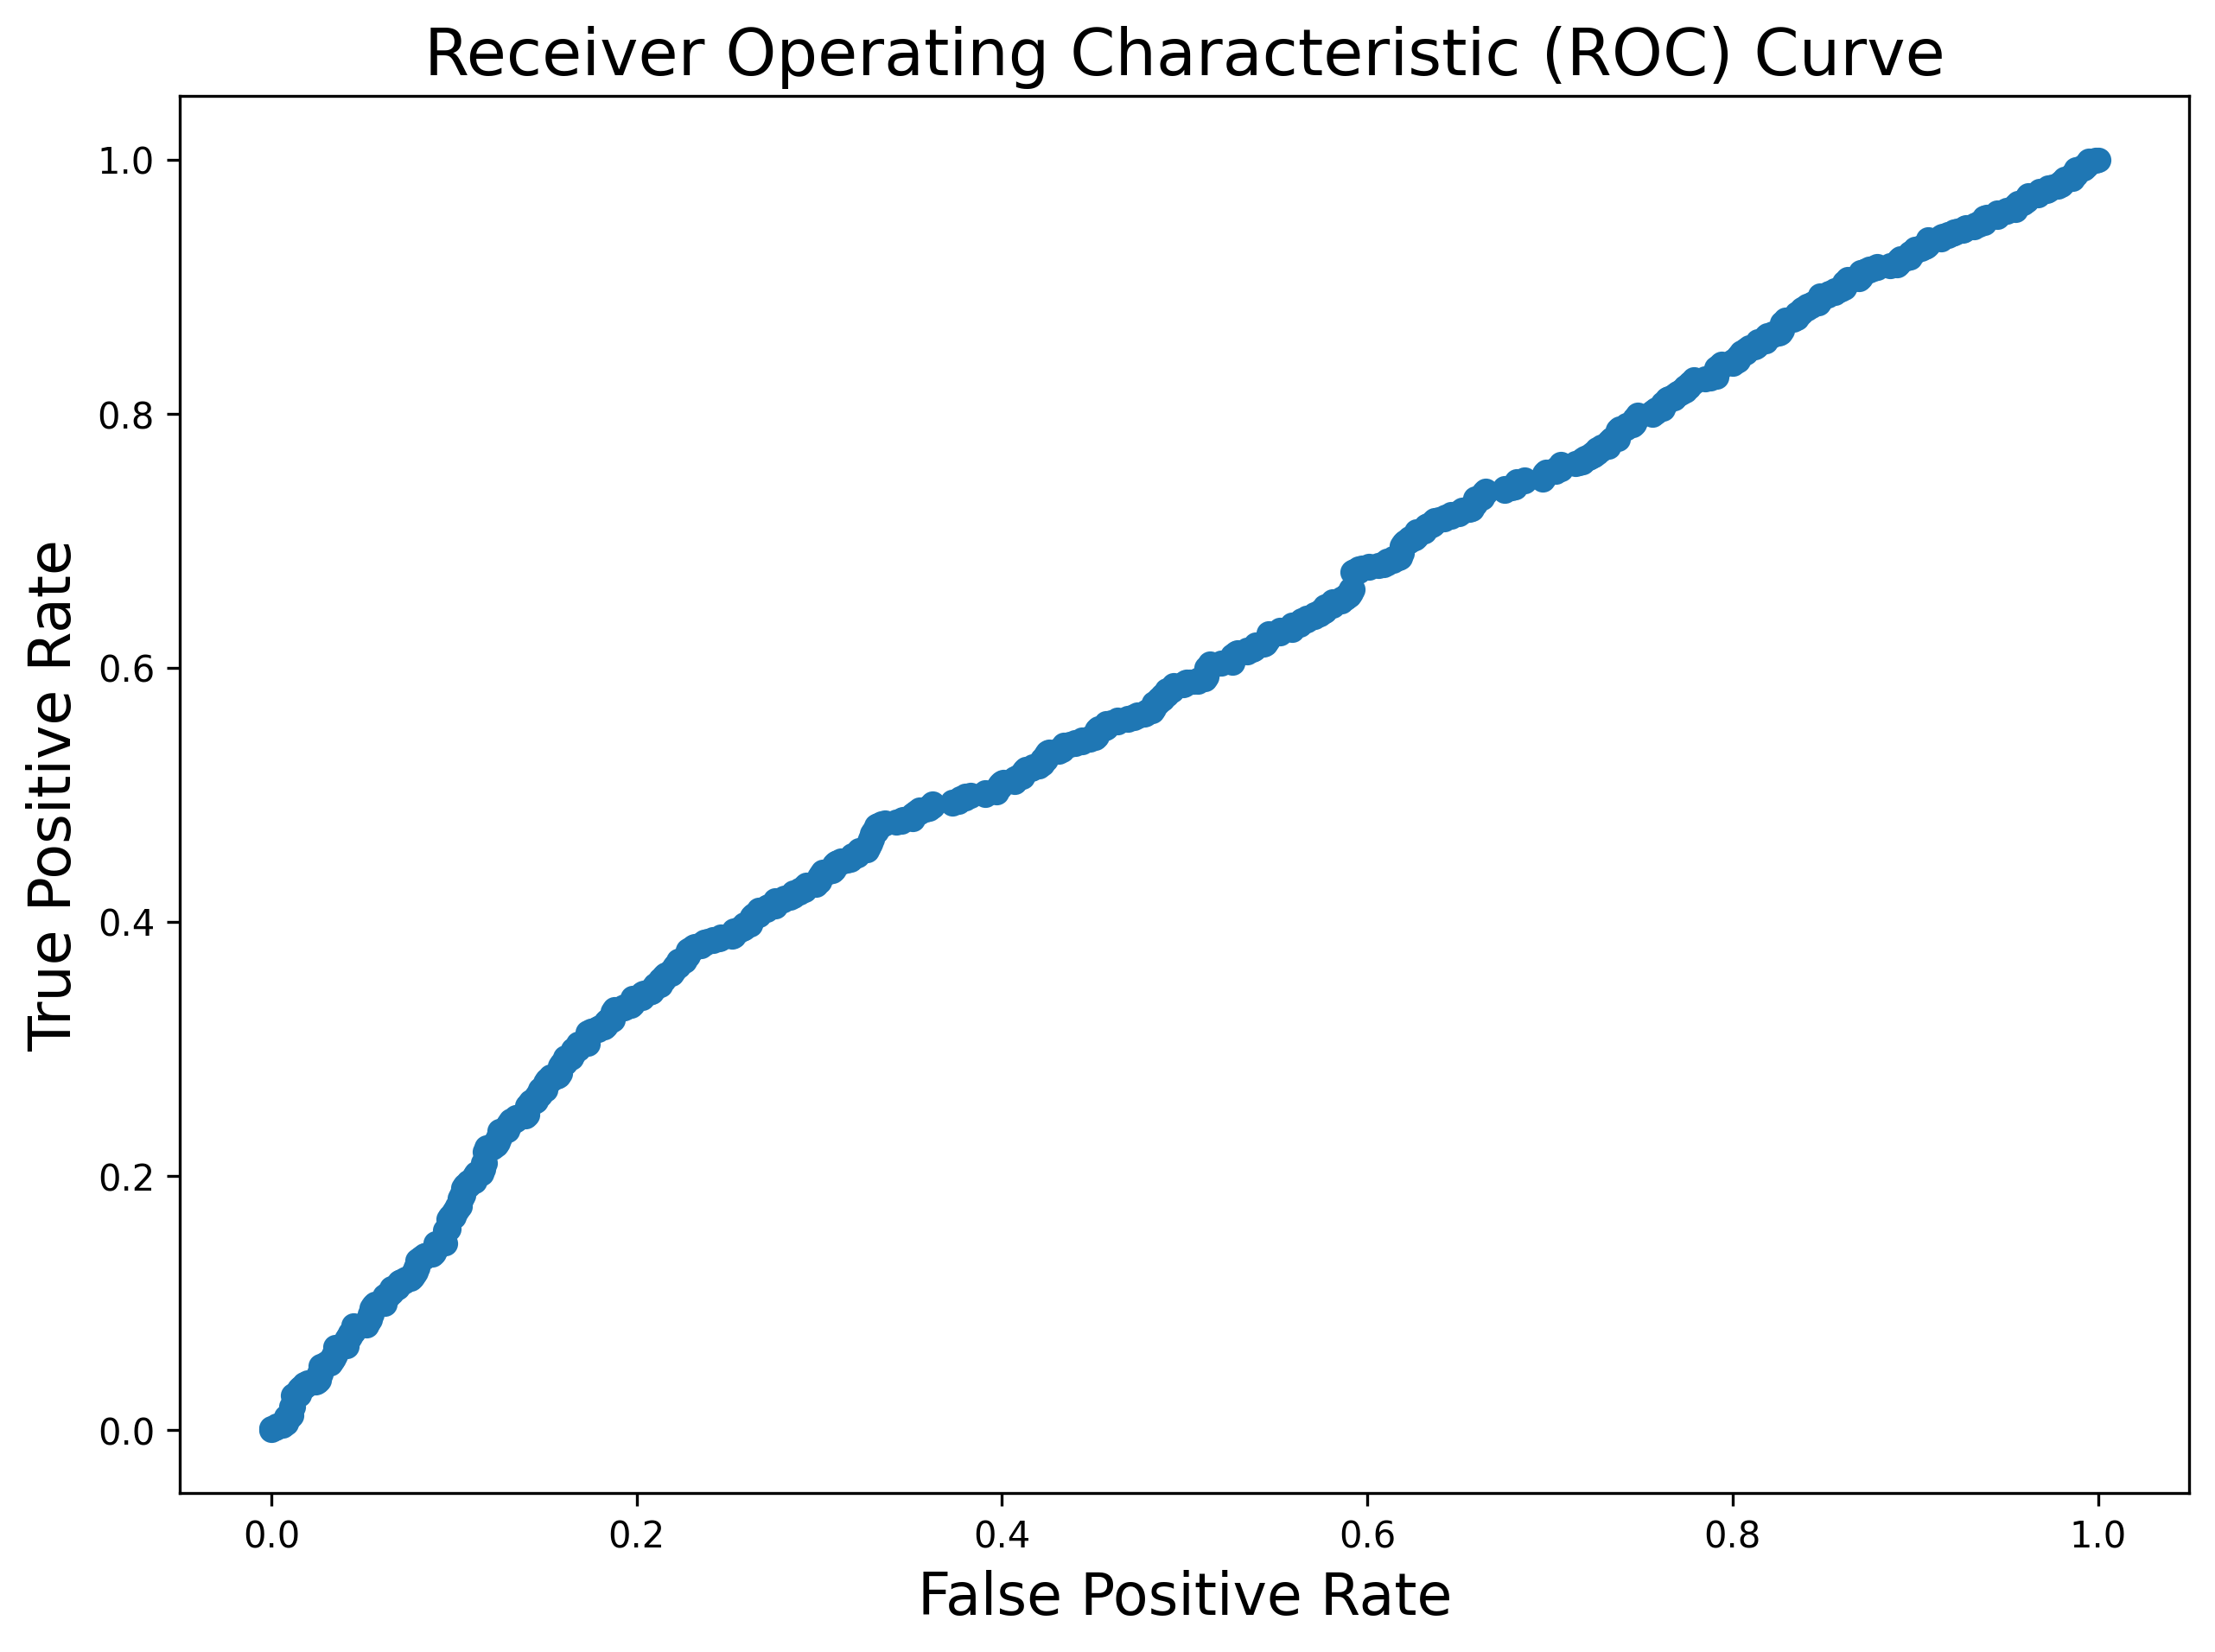 Receiver Operating Characteristic (ROC) Curve
True Positive Rate
1.0
0.8
0.6
0.4
0.2
0.0
0.0 0.2 0.4 0.6 0.8 1.0
False Positive Rate